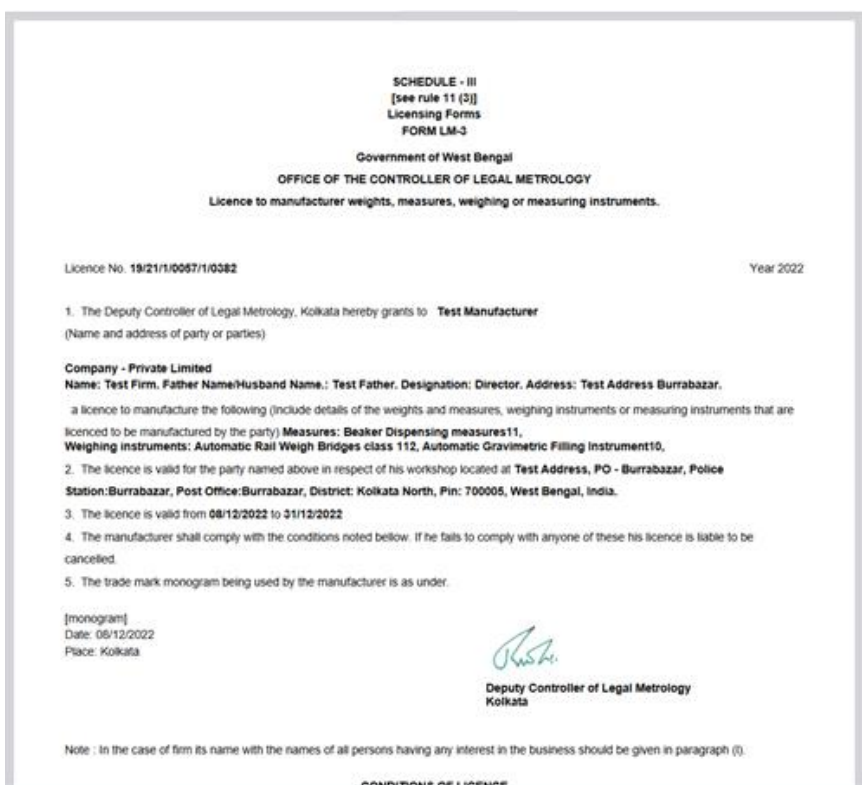 SCHEDULE - III
[see rule 11 (3)]
Licensing Forms
FORM LM-3
Government of West Bengal
OFFICE OF THE CONTROLLER OF LEGAL METROLOGY
Licence to manufacturer weights, measures, weighing or measuring instruments.
Licence No. 19/21/1/0057/1/0382 Year 2022
1. The Deputy Controller of Legal Metrology, Kolkata hereby grants to Test Manufacturer
(Name and address of party or parties)
Company - Private Limited
Name: Test Firm. Father Name/Husband Name.: Test Father. Designation: Director. Address: Test Address Burrabazar.
a licence to manufacture the following (Include details of the weights and measures, weighing instruments or measuring instruments that are
licenced to be manufactured by the party) Measures: Beaker Dispensing measures11,
Weighing instruments: Automatic Rail Weigh Bridges class 112, Automatic Gravimetric Filling Instrument10,
2. The licence is valid for the party named above in respect of his workshop located at Test Address, PO - Burrabazar, Police
Station:Burrabazar, Post Office:Burrabazar, District: Kolkata North, Pin: 700005, West Bengal, India.
3. The licence is valid from 08/12/2022 to 31/12/2022
4. The manufacturer shall comply with the conditions noted bellow. If he fails to comply with anyone of these his licence is liable to be
cancelled.
5. The trade mark monogram being used by the manufacturer is as under.
[monogram]
Date: 08/12/2022
Place: Kolkata
Deputy Controller of Legal Metrology
Kolkata
Note : In the case of firm its name with the names of all persons having any interest in the business should be given in paragraph (I).
CONDITIONS OF LICENCE